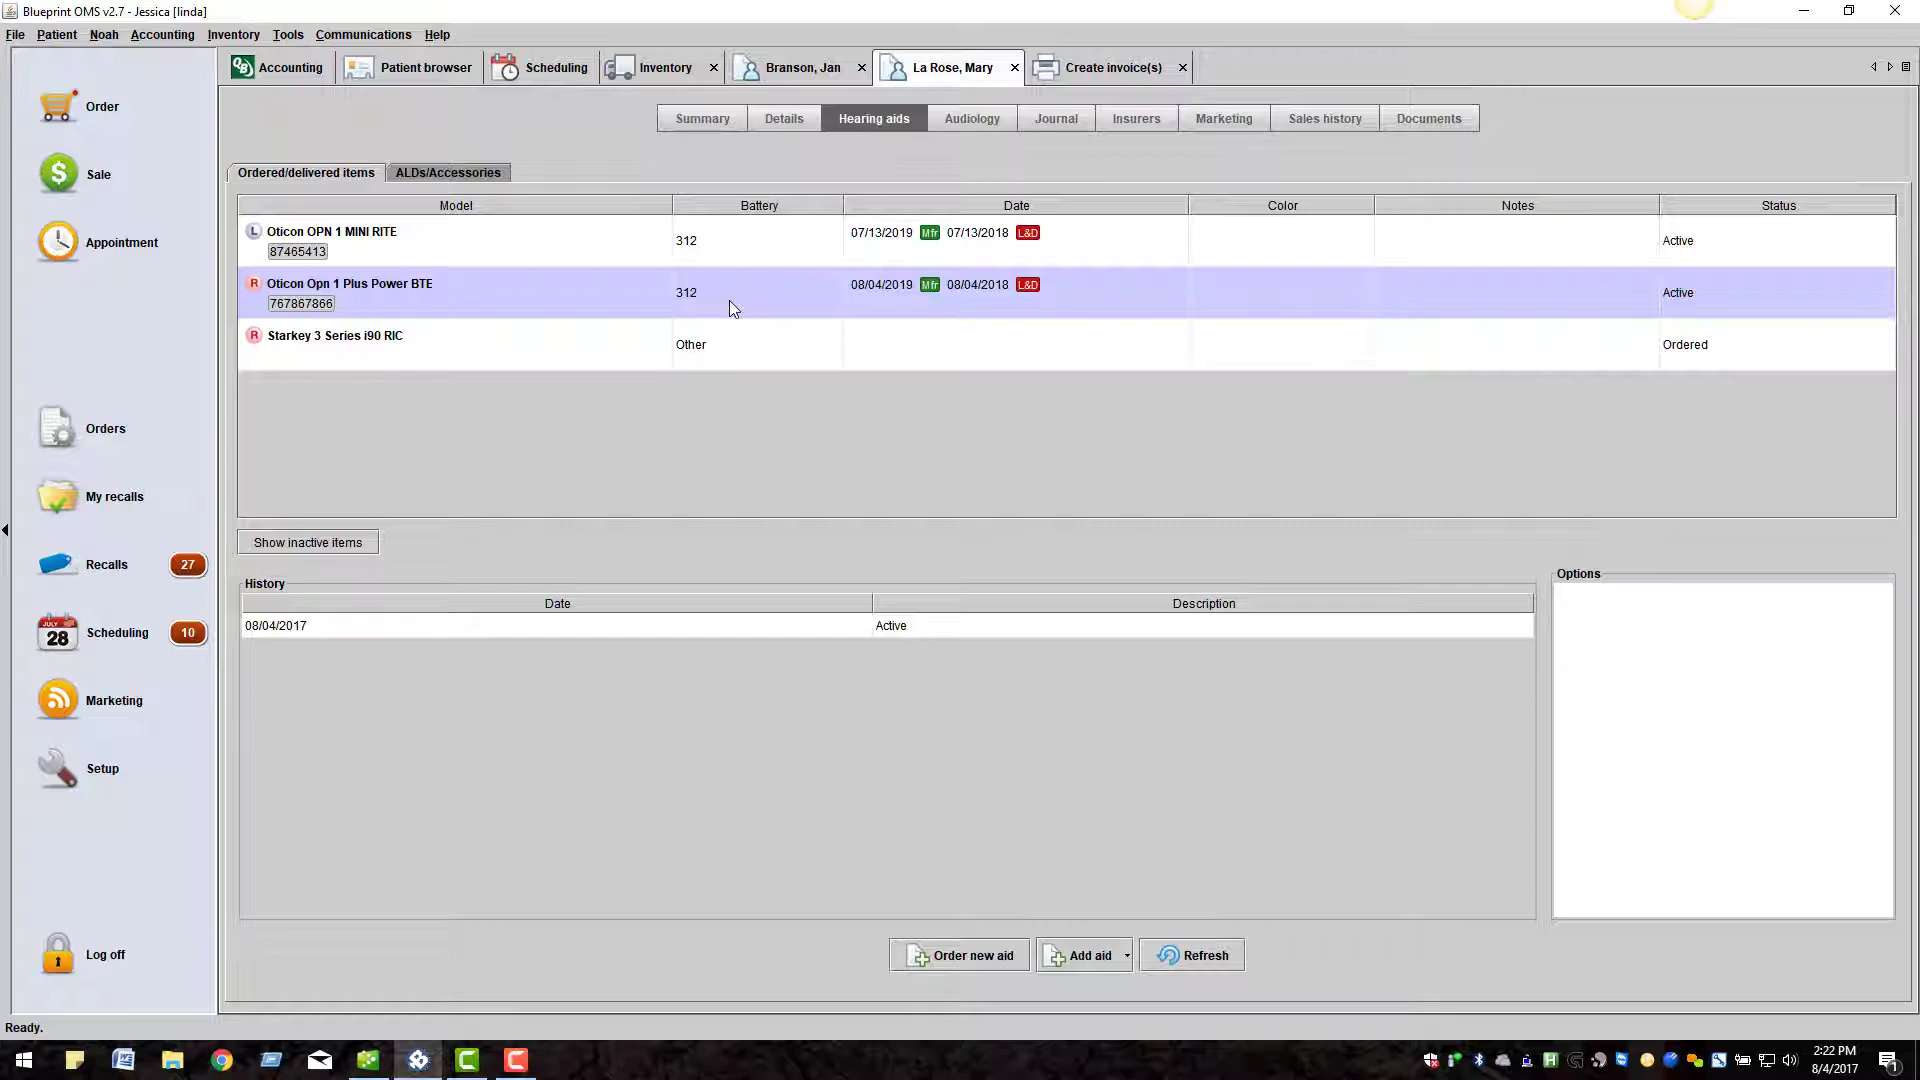 Blueprint OMS v2.7 - Jessica [linda]
File Patient Noah Accounting Scheduling Inventory Tools Communications Help
Accounting Patient browser Scheduling Inventory Branson, Jan La Rose, Mary Create invoice(s)
Order
Sale
Appointment
Orders
My recalls
Recalls 27
JULY 28 Scheduling 10
Marketing
Setup
Log off
Summary Details Hearing aids Audiology Journal Insurers Marketing Sales history Documents
Ordered/delivered items ALDs/Accessories
Model Battery Date Color Notes Status
L Oticon OPN 1 MINI RITE 312 07/13/2019 Mfr 07/13/2018 L&D Active
87465413
R Oticon Opn 1 Plus Power BTE 312 08/04/2019 Mfr 08/04/2018 L&D Active
767867866
R Starkey 3 Series i90 RIC Other Ordered
Show inactive items
History
Date Description
08/04/2017 Active
Options
Order new aid Add aid Refresh
Ready.
2:22 PM
8/4/2017